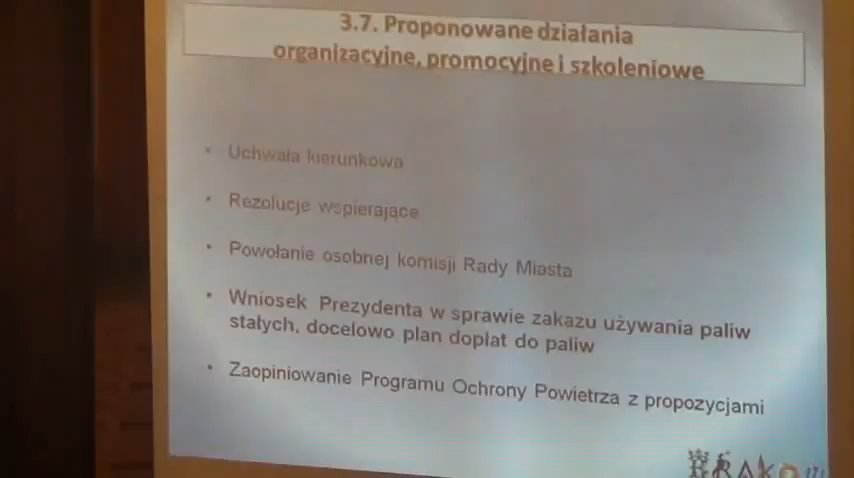 3.7. Proponowane działania
organizacyjne, promocyjne i szkoleniowe
• Uchwała kierunkowa
• Rezolucje wspierające
• Powołanie osobnej komisji Rady Miasta
• Wniosek Prezydenta w sprawie zakazu używania paliw
stałych, docelowo plan dopłat do paliw
• Zaopiniowanie Programu Ochrony Powietrza z propozycjami